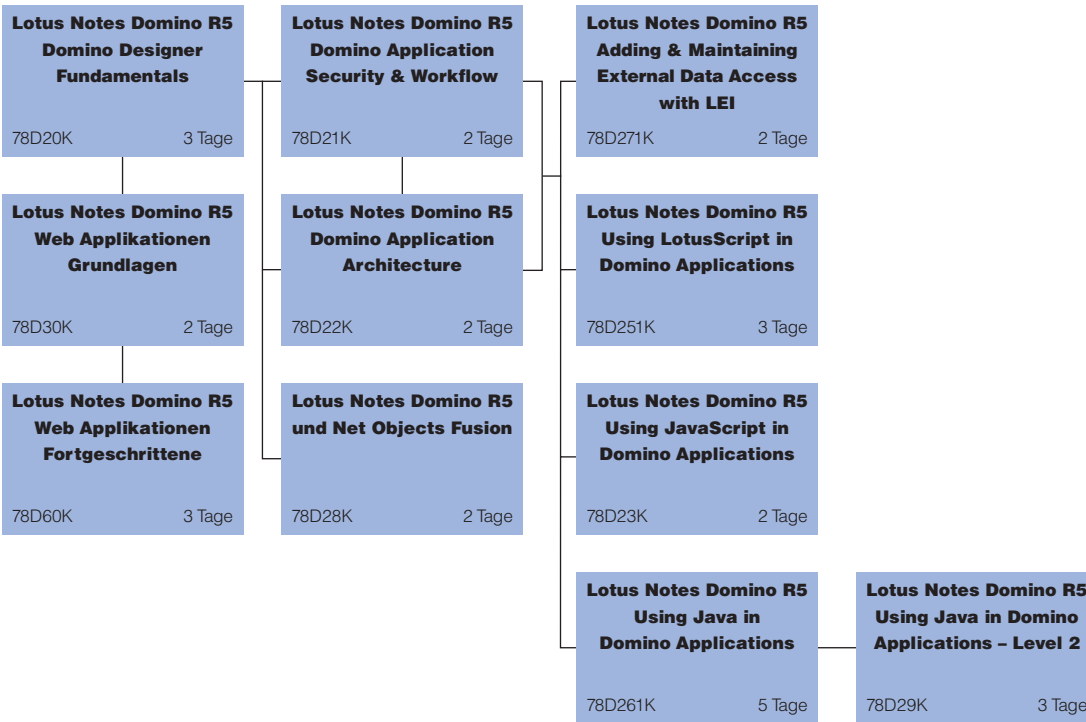 Lotus Notes Domino R5
Domino Designer
Fundamentals
78D20K 3 Tage
Lotus Notes Domino R5
Domino Application
Security & Workflow
78D21K 2 Tage
Lotus Notes Domino R5
Adding & Maintaining
External Data Access
with LEI
78D271K 2 Tage
Lotus Notes Domino R5
Web Applikationen
Grundlagen
78D30K 2 Tage
Lotus Notes Domino R5
Domino Application
Architecture
78D22K 2 Tage
Lotus Notes Domino R5
Using LotusScript in
Domino Applications
78D251K 3 Tage
Lotus Notes Domino R5
Web Applikationen
Fortgeschrittene
78D60K 3 Tage
Lotus Notes Domino R5
und Net Objects Fusion
78D28K 2 Tage
Lotus Notes Domino R5
Using JavaScript in
Domino Applications
78D23K 2 Tage
Lotus Notes Domino R5
Using Java in
Domino Applications
78D261K 5 Tage
Lotus Notes Domino R5
Using Java in Domino
Applications – Level 2
78D29K 3 Tage